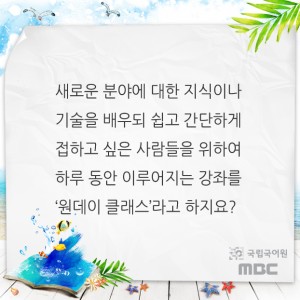 새로운 분야에 대한 지식이나
기술을 배우되 쉽고 간단하게
접하고 싶은 사람들을 위하여
하루 동안 이루어지는 강좌를
‘원데이 클래스’라고 하지요?
국립국어원
MBC